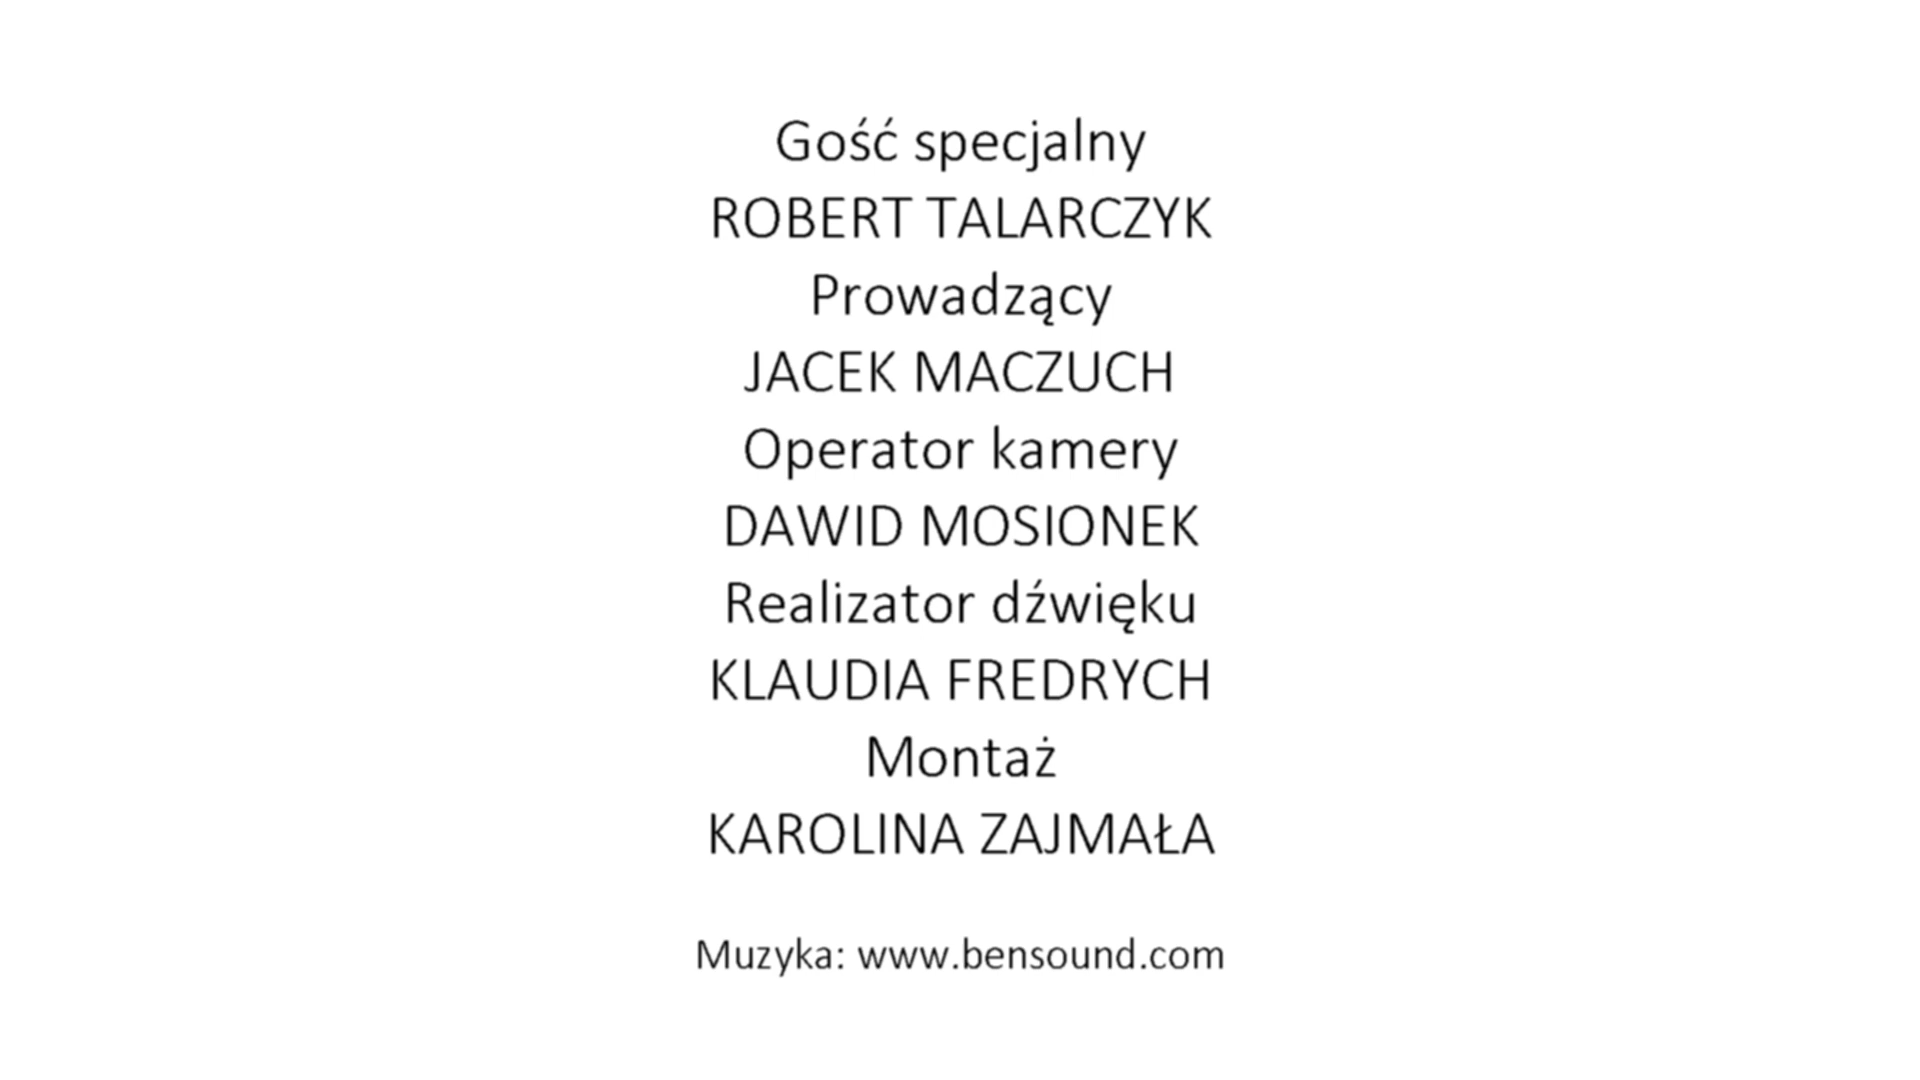 Gość specjalny
ROBERT TALARCZYK
Prowadzący
JACEK MACZUCH
Operator kamery
DAWID MOSIONEK
Realizator dźwięku
KLAUDIA FREDRYCH
Montaż
KAROLINA ZAJMAŁA
Muzyka: www.bensound.com